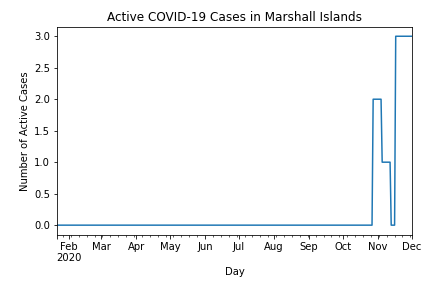 Active COVID-19 Cases in Marshall Islands
3.0
2.5
2.0
1.5
1.0
0.5
0.0
Number of Active Cases
Feb Mar Apr May Jun Jul Aug Sep Oct Nov Dec
2020
Day